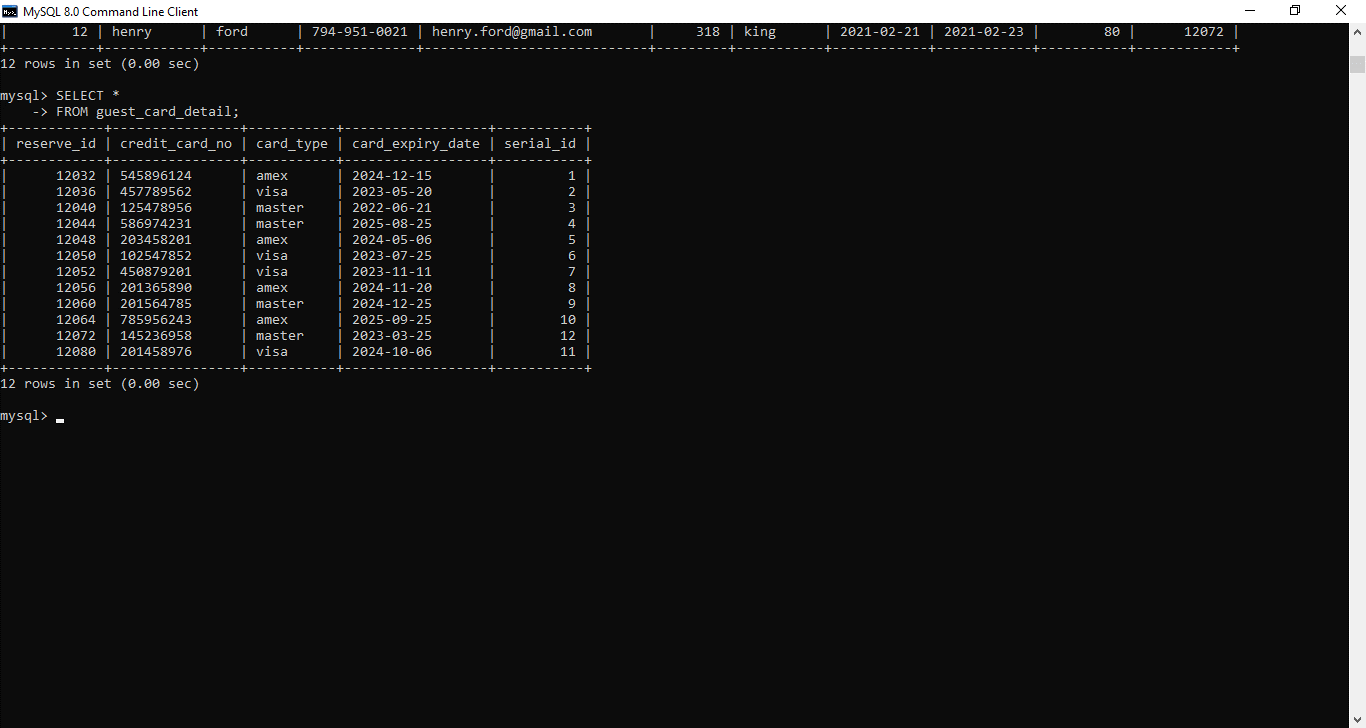 MySQL 8.0 Command Line Client
|        12 | henry      | ford      | 794-951-0021 | henry.ford@gmail.com       |     318 | king      | 2021-02-21 | 2021-02-23 |        80 |      12072 |
+-----------+------------+-----------+--------------+----------------------------+---------+-----------+------------+------------+-----------+------------+
12 rows in set (0.00 sec)
mysql> SELECT *
    -> FROM guest_card_detail;
+------------+----------------+-----------+------------------+-----------+
| reserve_id | credit_card_no | card_type | card_expiry_date | serial_id |
+------------+----------------+-----------+------------------+-----------+
|      12032 | 545896124      | amex      | 2024-12-15       |         1 |
|      12036 | 457789562      | visa      | 2023-05-20       |         2 |
|      12040 | 125478956      | master    | 2022-06-21       |         3 |
|      12044 | 586974231      | master    | 2025-08-25       |         4 |
|      12048 | 203458201      | amex      | 2024-05-06       |         5 |
|      12050 | 102547852      | visa      | 2023-07-25       |         6 |
|      12052 | 450879201      | visa      | 2023-11-11       |         7 |
|      12056 | 201365890      | amex      | 2024-11-20       |         8 |
|      12060 | 201564785      | master    | 2024-12-25       |         9 |
|      12064 | 785956243      | amex      | 2025-09-25       |        10 |
|      12072 | 145236958      | master    | 2023-03-25       |        12 |
|      12080 | 201458976      | visa      | 2024-10-06       |        11 |
+------------+----------------+-----------+------------------+-----------+
12 rows in set (0.00 sec)
mysql>